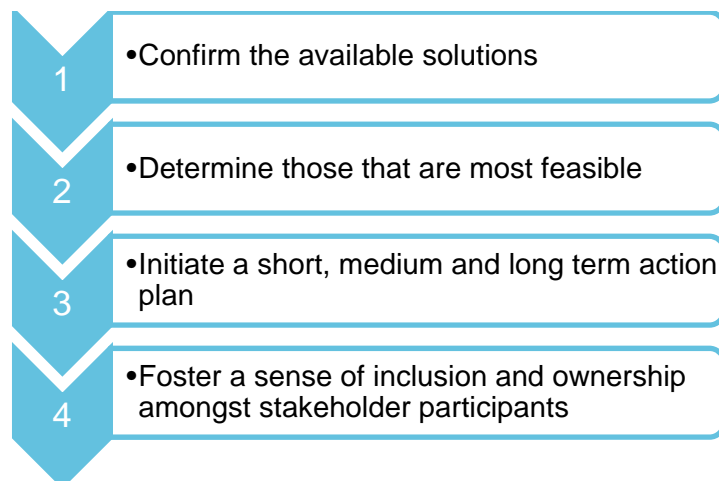 1
•Confirm the available solutions
2
•Determine those that are most feasible
3
•Initiate a short, medium and long term action
plan
4
•Foster a sense of inclusion and ownership
amongst stakeholder participants